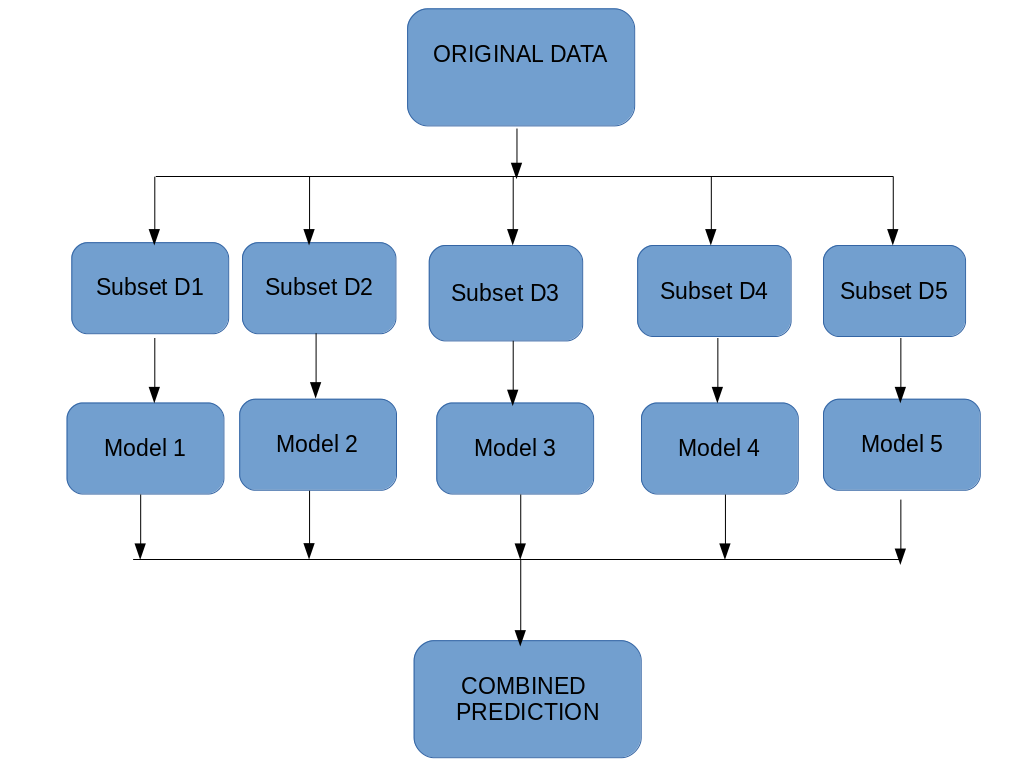 ORIGINAL DATA
Subset D1
Subset D2
Subset D3
Subset D4
Subset D5
Model 1
Model 2
Model 3
Model 4
Model 5
COMBINED
PREDICTION